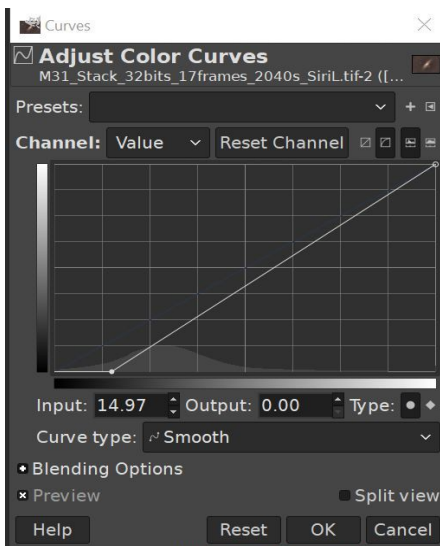 Curves
Adjust Color Curves
M31_Stack_32bits_17frames_2040s_SiriL.tif-2 ([...
Presets:
Channel: Value Reset Channel
Input: 14.97 Output: 0.00 Type:
Curve type: Smooth
Blending Options
Preview Split view
Help Reset OK Cancel